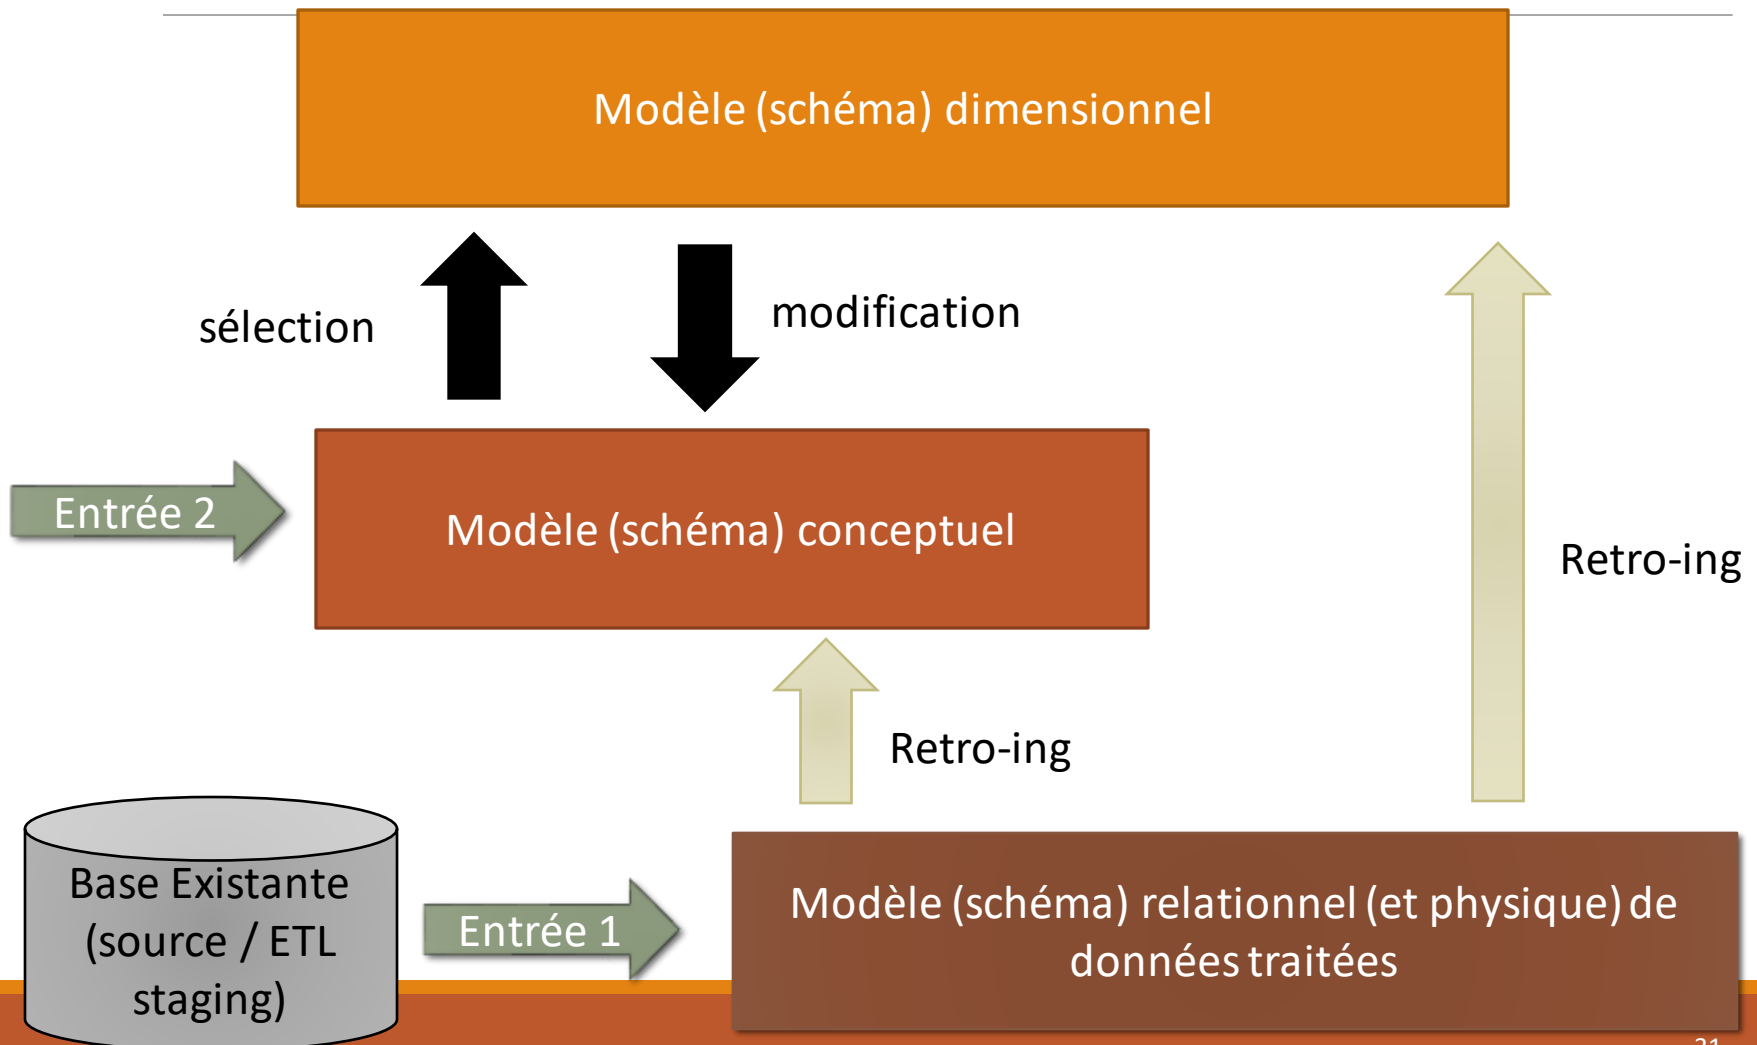 Modèle (schéma) dimensionnel
sélection
modification
Entrée 2
Modèle (schéma) conceptuel
Retro-ing
Retro-ing
Base Existante
(source / ETL
staging)
Entrée 1
Modèle (schéma) relationnel (et physique) de
données traitées